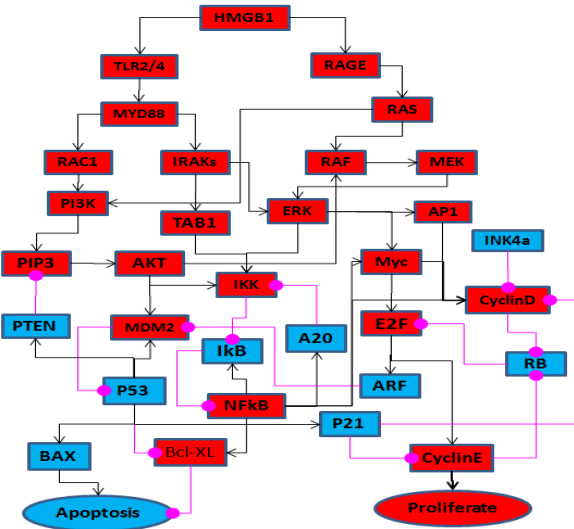 HMGB1
TLR2/4
RAGE
MYD88
RAS
RAC1
IRAKs
RAF
MEK
PI3K
TAB1
ERK
AP1
INK4a
PIP3
AKT
IKK
Myc
CyclinD
PTEN
MDM2
IkB
A20
E2F
RB
P53
NFkB
ARF
P21
BAX
Bcl-XL
CyclinE
Apoptosis
Proliferate